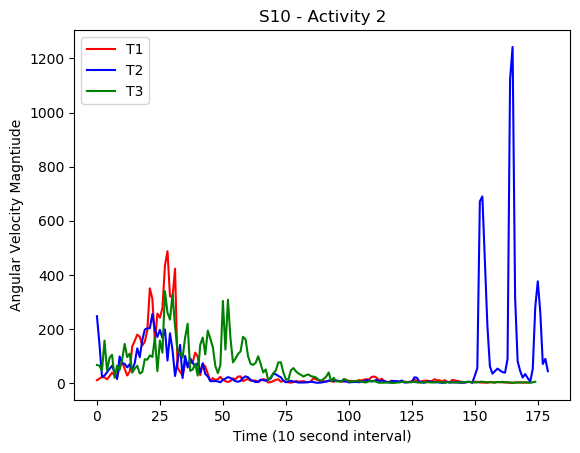 S10 - Activity 2
T1
T2
T3
Angular Velocity Magntiude
1200
1000
800
600
400
200
0
0 25 50 75 100 125 150 175
Time (10 second interval)